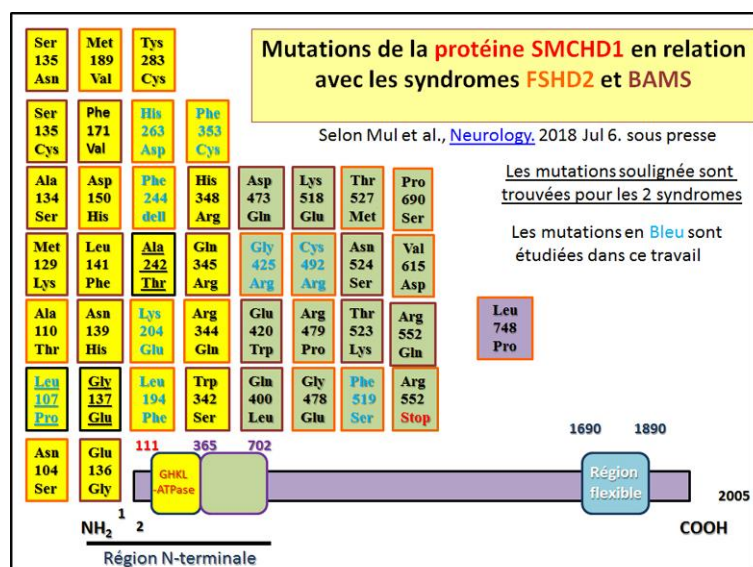 Mutations de la protéine SMCHD1 en relation
avec les syndromes FSHD2 et BAMS
Selon Mul et al., Neurology. 2018 Jul 6. sous presse
Les mutations soulignée sont
trouvées pour les 2 syndromes
Les mutations en Bleu sont
étudiées dans ce travail
Ser Met Tys
135 189 283
Asn Val Cys
Ser Phe His Phe
135 171 263 353
Cys Val Asp Cys
Ala Asp Phe His Asp Lys Thr Pro
134 150 244 348 473 518 527 690
Ser His dell Arg Gln Glu Met Ser
Met Leu Ala Gln Gly Cys Asn Val
129 141 242 345 425 492 524 615
Lys Phe Thr Arg Arg Arg Ser Asp
Ala Asn Lys Arg Glu Arg Thr Arg Leu
110 139 204 344 420 479 523 552 748
Thr His Glu Gln Trp Pro Lys Gln Pro
Leu Gly Leu Trp Gln Gly Phe Arg
107 137 194 342 400 478 519 552
Pro Glu Phe Ser Leu Glu Ser Stop
Asn Glu
104 136
Ser Gly
111 365 702 1690 1890
GHKL
-ATPase
Région
flexible
1 2 2005
NH2 COOH
Région N-terminale